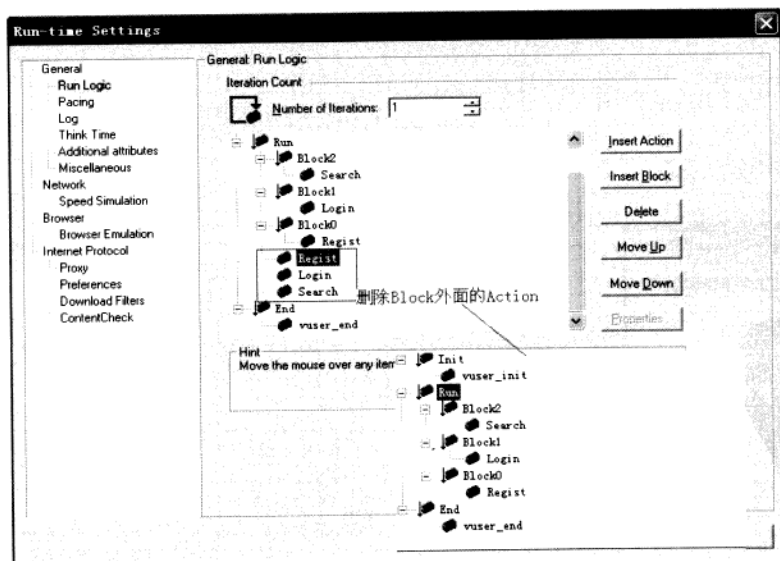 Run-time Settings
General
Run Logic
Pacing
Log
Think Time
Additional attributes
Miscellaneous
Network
Speed Simulation
Browser
Browser Emulation
Internet Protocol
Proxy
Preferences
Download Filters
ContentCheck
General: Run Logic
Iteration Count
Number of Iterations: 1
Run
Block2
Search
Block1
Login
Block0
Regist
Regist
Login
Search
End
vuser_end
Insert Action
Insert Block
Delete
Move Up
Move Down
Properties
删除Block外面的Action
Hint
Move the mouse over any item
Init
vuser_init
Run
Block2
Search
Block1
Login
Block0
Regist
End
vuser_end